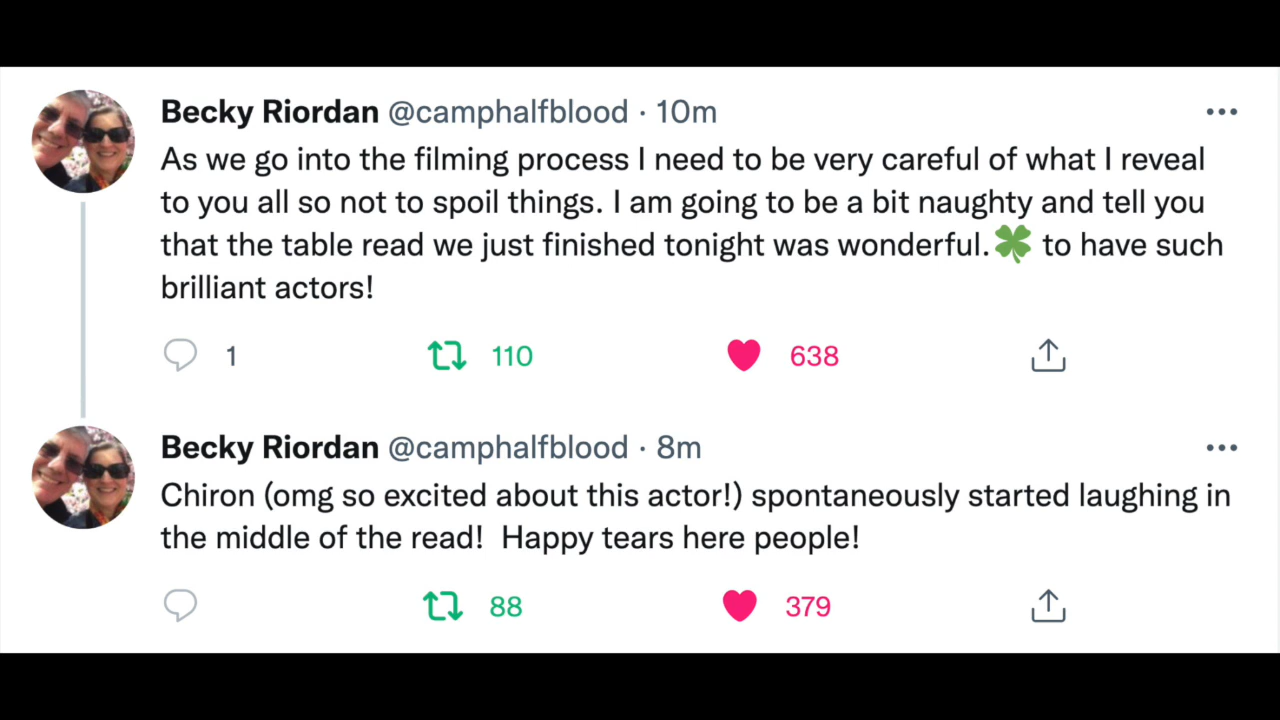 Becky Riordan @camphalfblood · 10m
As we go into the filming process I need to be very careful of what I reveal
to you all so not to spoil things. I am going to be a bit naughty and tell you
that the table read we just finished tonight was wonderful.🍀 to have such
brilliant actors!
1 110 638
Becky Riordan @camphalfblood · 8m
Chiron (omg so excited about this actor!) spontaneously started laughing in
the middle of the read!  Happy tears here people!
88 379